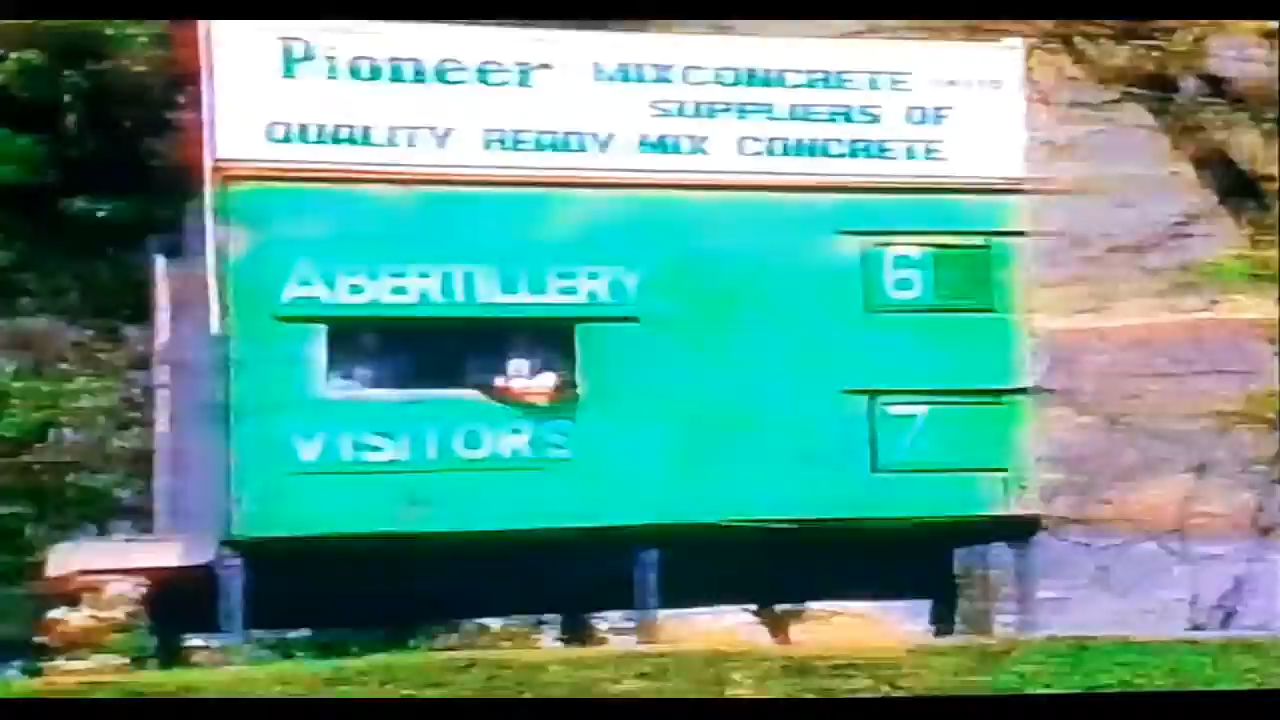 Pioneer MIXCONCRETE
SUPPLIERS OF
QUALITY READY MIX CONCRETE
ABERTILLERY 6
VISITORS 7